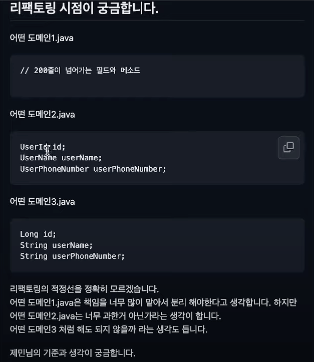 리팩토링 시점이 궁금합니다.
어떤 도메인1.java
// 200줄이 넘어가는 필드와 메소드
어떤 도메인2.java
UserId id;
UserName userName;
UserPhoneNumber userPhoneNumber;
어떤 도메인3.java
Long id;
String userName;
String userPhoneNumber;
리팩토링의 적정선을 정확히 모르겠습니다.
어떤 도메인1.java은 책임을 너무 많이 맡아서 분리 해야한다고 생각합니다. 하지만
어떤 도메인2.java는 너무 과한거 아닌가라는 생각이 합니다.
어떤 도메인3 처럼 해도 되지 않을까 라는 생각도 듭니다.
제민님의 기준과 생각이 궁금합니다.